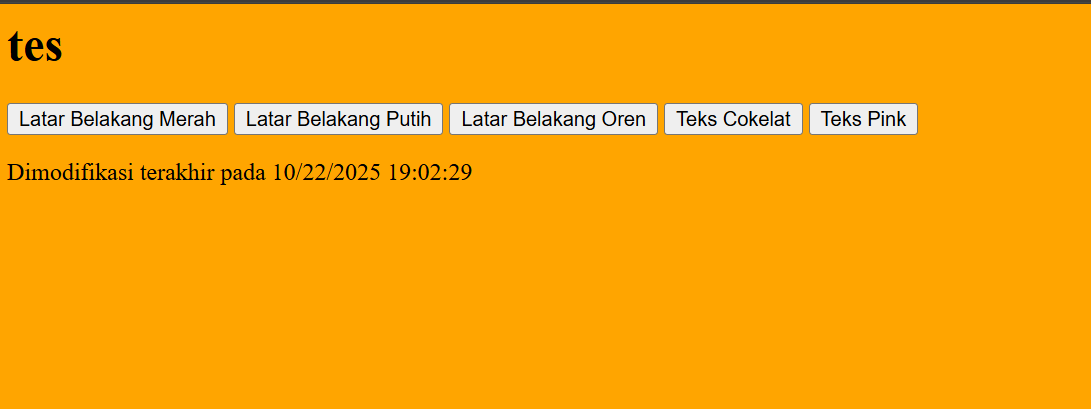 tes
Latar Belakang Merah Latar Belakang Putih Latar Belakang Oren Teks Cokelat Teks Pink
Dimodifikasi terakhir pada 10/22/2025 19:02:29